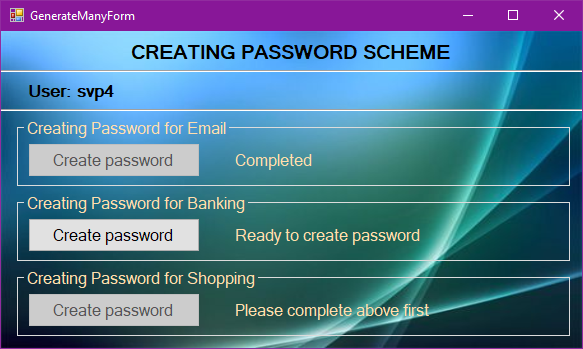 GenerateManyForm
CREATING PASSWORD SCHEME
User: svp4
Creating Password for Email
Create password Completed
Creating Password for Banking
Create password Ready to create password
Creating Password for Shopping
Create password Please complete above first